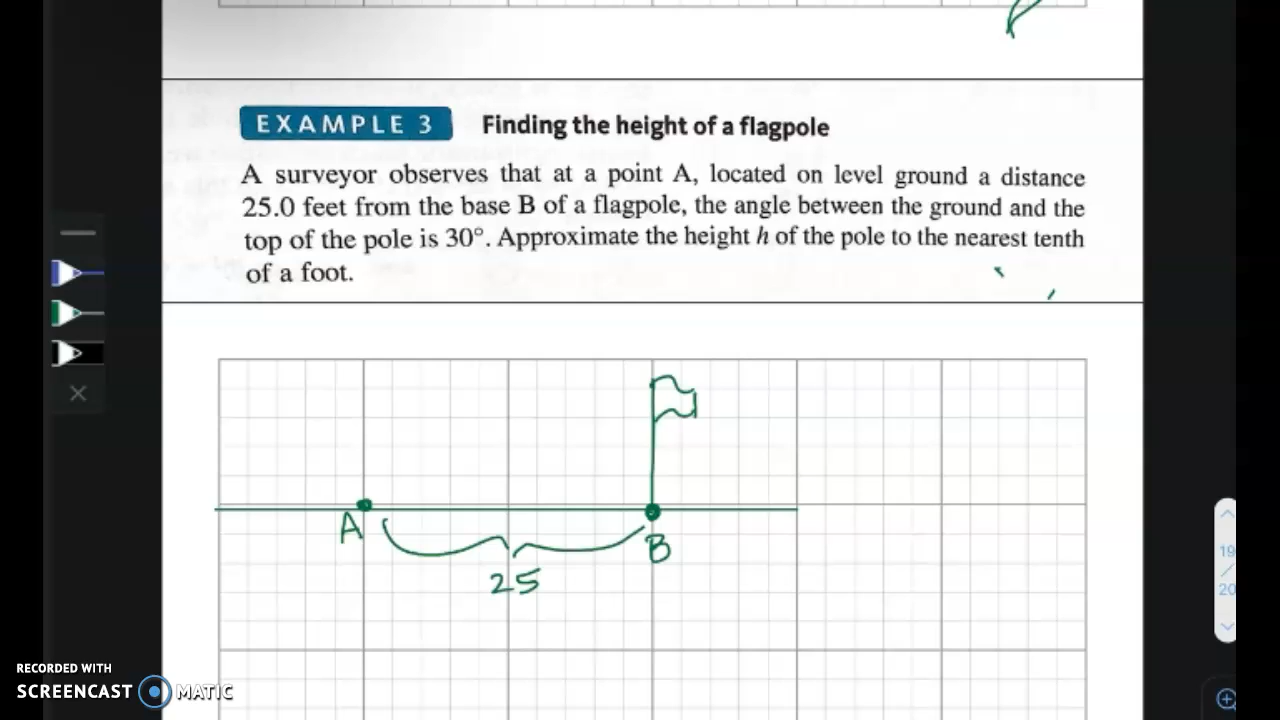 EXAMPLE 3 Finding the height of a flagpole
A surveyor observes that at a point A, located on level ground a distance
25.0 feet from the base B of a flagpole, the angle between the ground and the
top of the pole is 30°. Approximate the height h of the pole to the nearest tenth
of a foot.
A
B
25
19
/
20
RECORDED WITH
SCREENCAST MATIC